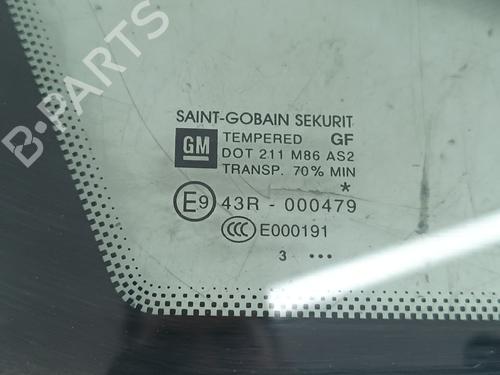 SAINT-GOBAIN SEKURIT
GM TEMPERED GF
DOT 211 M86 AS2
TRANSP. 70% MIN
*
E9 43R - 000479
CCC E000191
3 •••
B-PARTS